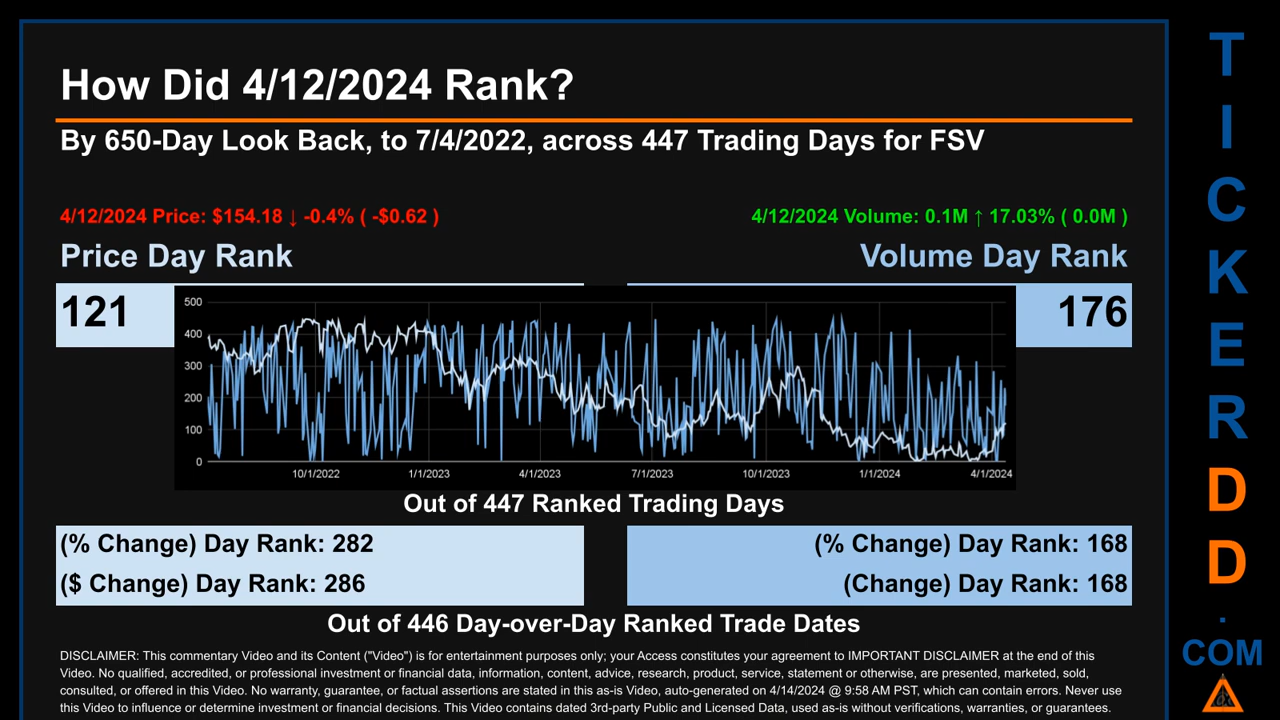 How Did 4/12/2024 Rank?
By 650-Day Look Back, to 7/4/2022, across 447 Trading Days for FSV
4/12/2024 Price: $154.18 ↓ -0.4% ( -$0.62 )
4/12/2024 Volume: 0.1M ↑ 17.03% ( 0.0M )
Price Day Rank
Volume Day Rank
121
176
500
400
300
200
100
0
10/1/2022
1/1/2023
4/1/2023
7/1/2023
10/1/2023
1/1/2024
4/1/2024
Out of 447 Ranked Trading Days
(% Change) Day Rank: 282
($ Change) Day Rank: 286
(% Change) Day Rank: 168
(Change) Day Rank: 168
Out of 446 Day-over-Day Ranked Trade Dates
DISCLAIMER: This commentary Video and its Content ("Video") is for entertainment purposes only; your Access constitutes your agreement to IMPORTANT DISCLAIMER at the end of this
Video. No qualified, accredited, or professional investment or financial data, information, content, advice, research, product, service, statement or otherwise, are presented, marketed, sold,
consulted, or offered in this Video. No warranty, guarantee, or factual assertions are stated in this as-is Video, auto-generated on 4/14/2024 @ 9:58 AM PST, which can contain errors. Never use
this Video to influence or determine investment or financial decisions. This Video contains dated 3rd-party Public and Licensed Data, used as-is without verifications, warranties, or guarantees.
T
I
C
K
E
R
D
D
.
COM